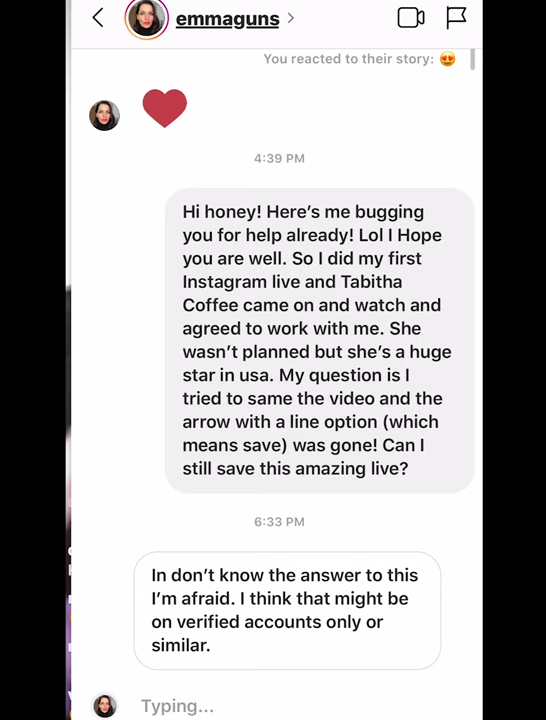 emmaguns
You reacted to their story: 😍
4:39 PM
Hi honey! Here's me bugging
you for help already! Lol I Hope
you are well. So I did my first
Instagram live and Tabitha
Coffee came on and watch and
agreed to work with me. She
wasn't planned but she's a huge
star in usa. My question is I
tried to same the video and the
arrow with a line option (which
means save) was gone! Can I
still save this amazing live?
6:33 PM
In don't know the answer to this
I'm afraid. I think that might be
on verified accounts only or
similar.
Typing...